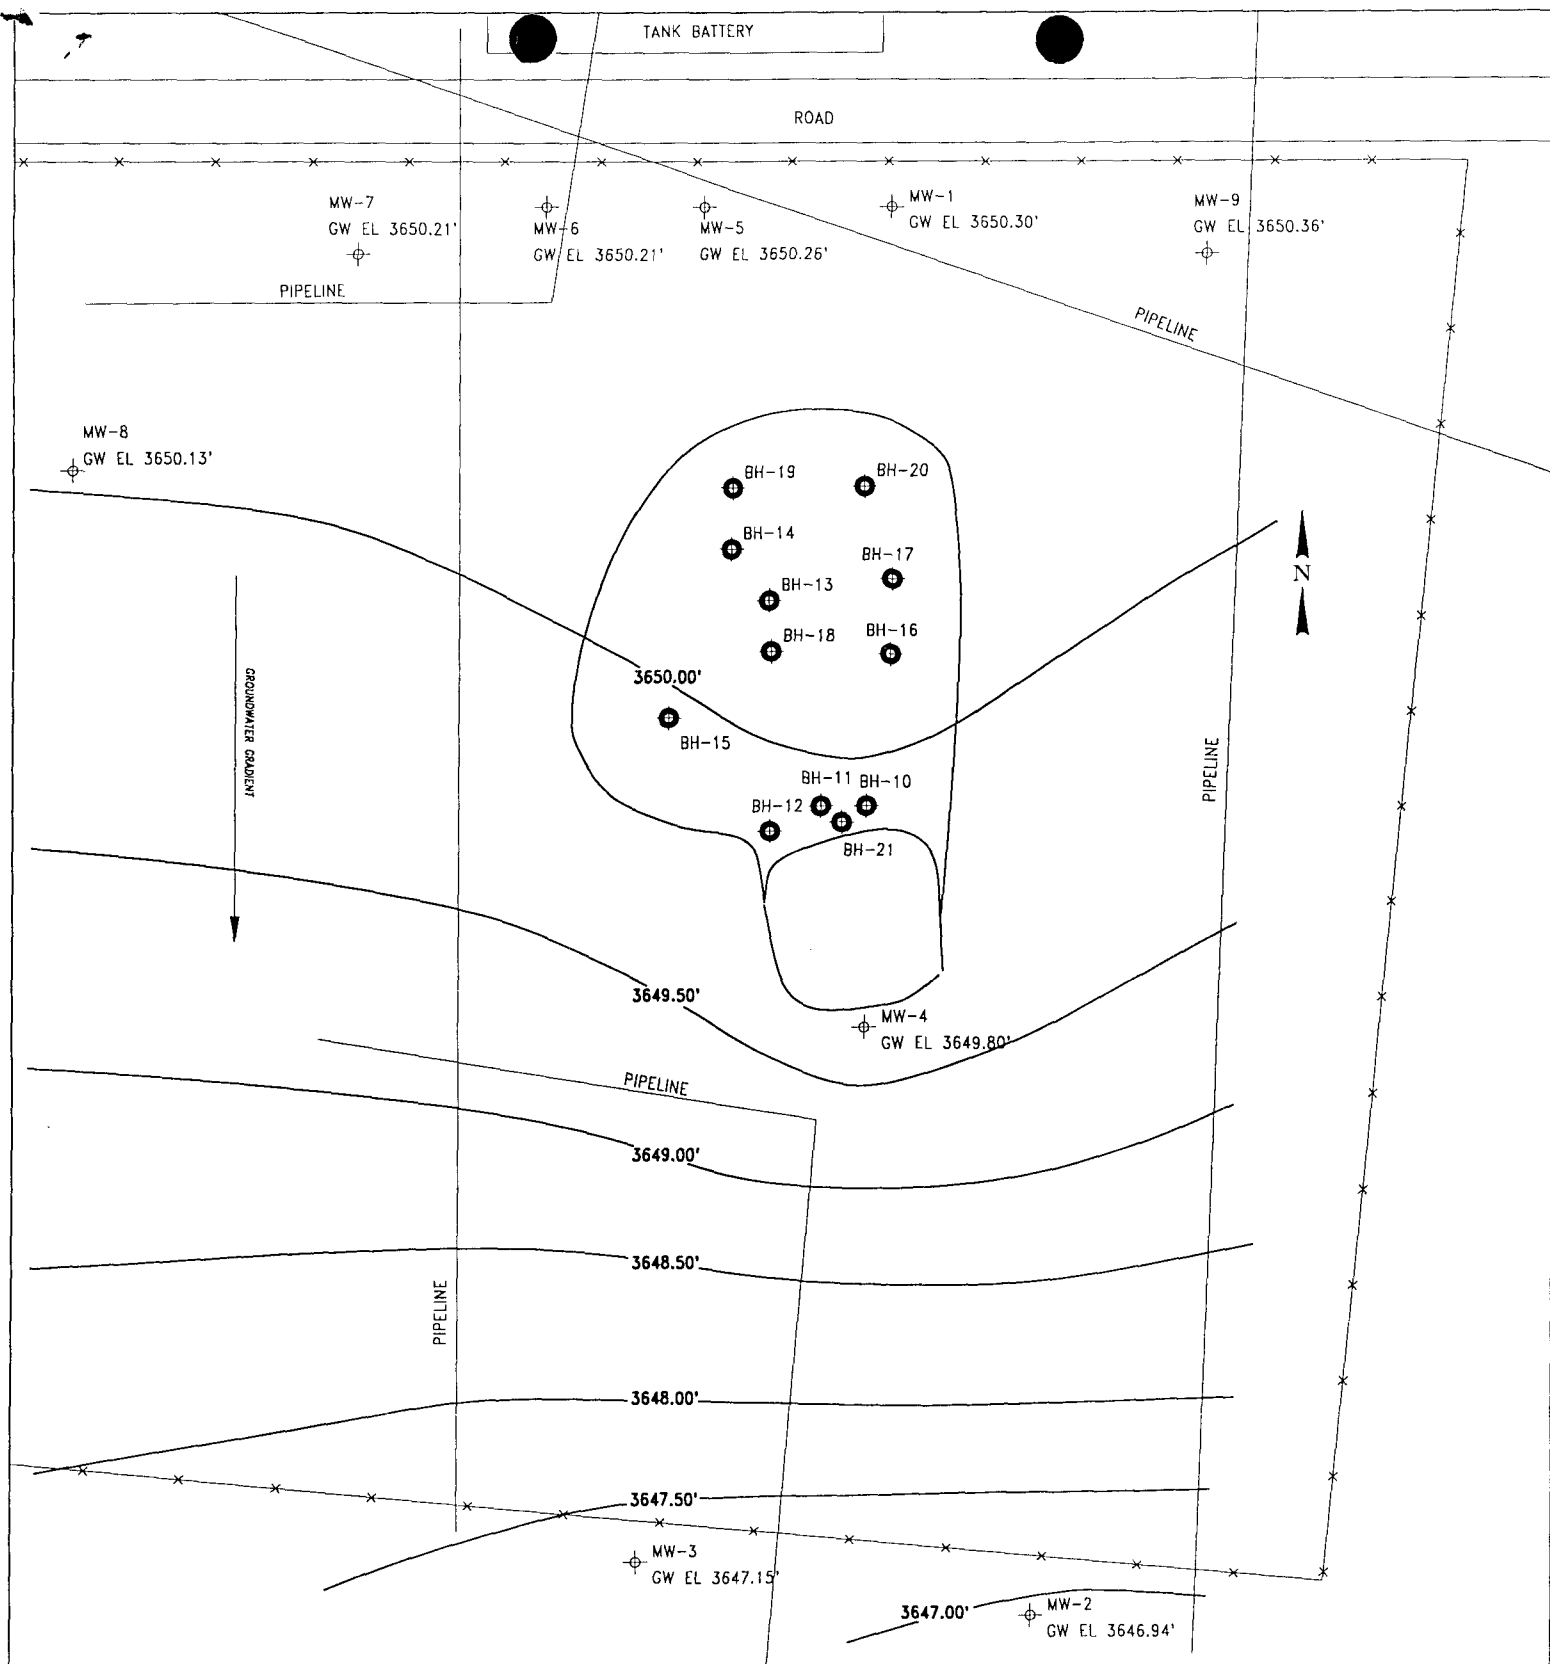 TANK BATTERY
ROAD
MW-7
GW EL 3650.21'
MW-6
GW EL 3650.21'
MW-5
GW EL 3650.26'
MW-1
GW EL 3650.30'
MW-9
GW EL 3650.36'
PIPELINE
PIPELINE
MW-8
GW EL 3650.13'
BH-19
BH-20
BH-14
BH-17
BH-13
BH-18
BH-16
N
3650.00'
BH-15
GROUNDWATER GRADIENT
PIPELINE
BH-11
BH-10
BH-12
BH-21
3649.50'
MW-4
GW EL 3649.80'
PIPELINE
3649.00'
3648.50'
PIPELINE
3648.00'
3647.50'
MW-3
GW EL 3647.15'
3647.00'
MW-2
GW EL 3646.94'